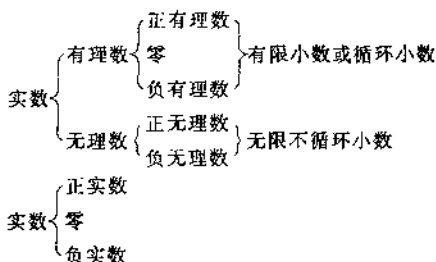 正有理数
有理数 零 有限小数或循环小数
负有理数
实数
正无理数
无理数 无限不循环小数
负无理数
正实数
实数 零
负实数